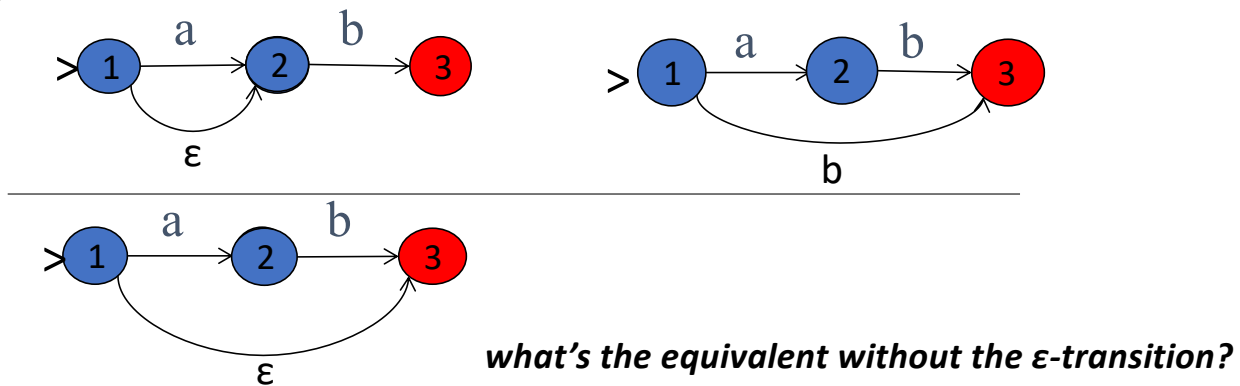 a b a b
> 1 2 3 > 1 2 3
ε b
a b
> 1 2 3
ε
what's the equivalent without the ε-transition?